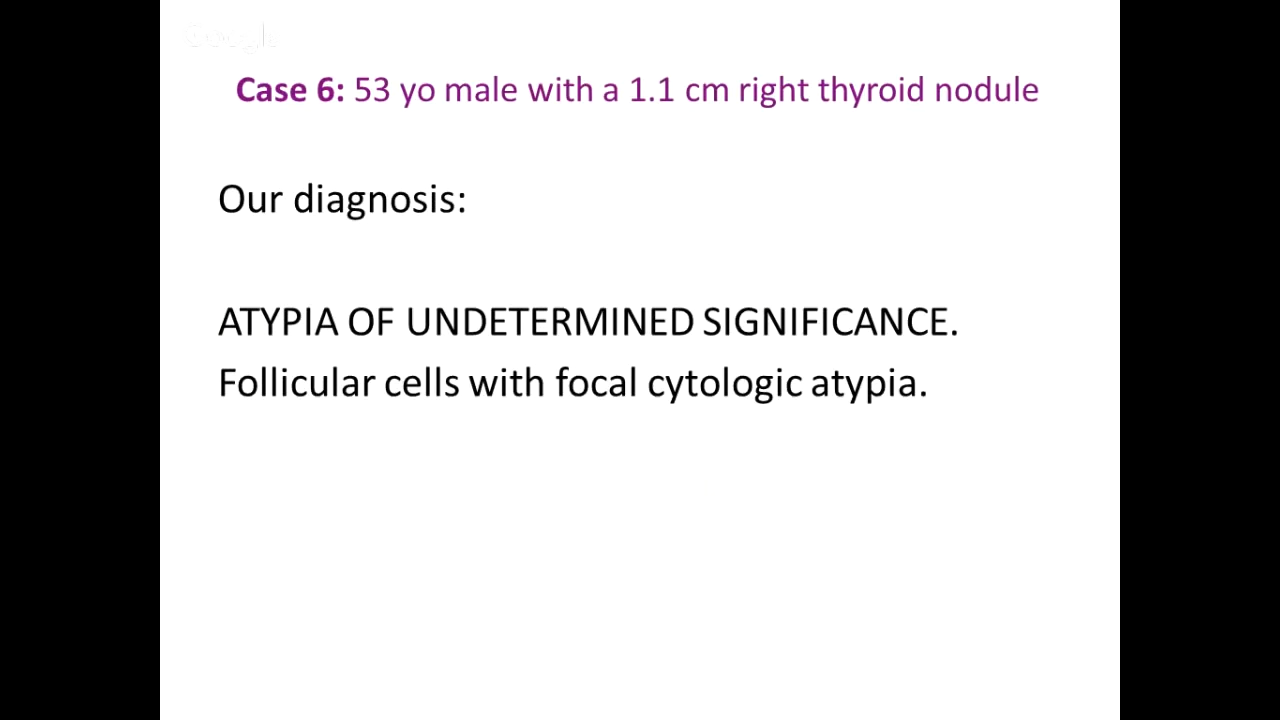 Google
Case 6: 53 yo male with a 1.1 cm right thyroid nodule
Our diagnosis:
ATYPIA OF UNDETERMINED SIGNIFICANCE.
Follicular cells with focal cytologic atypia.